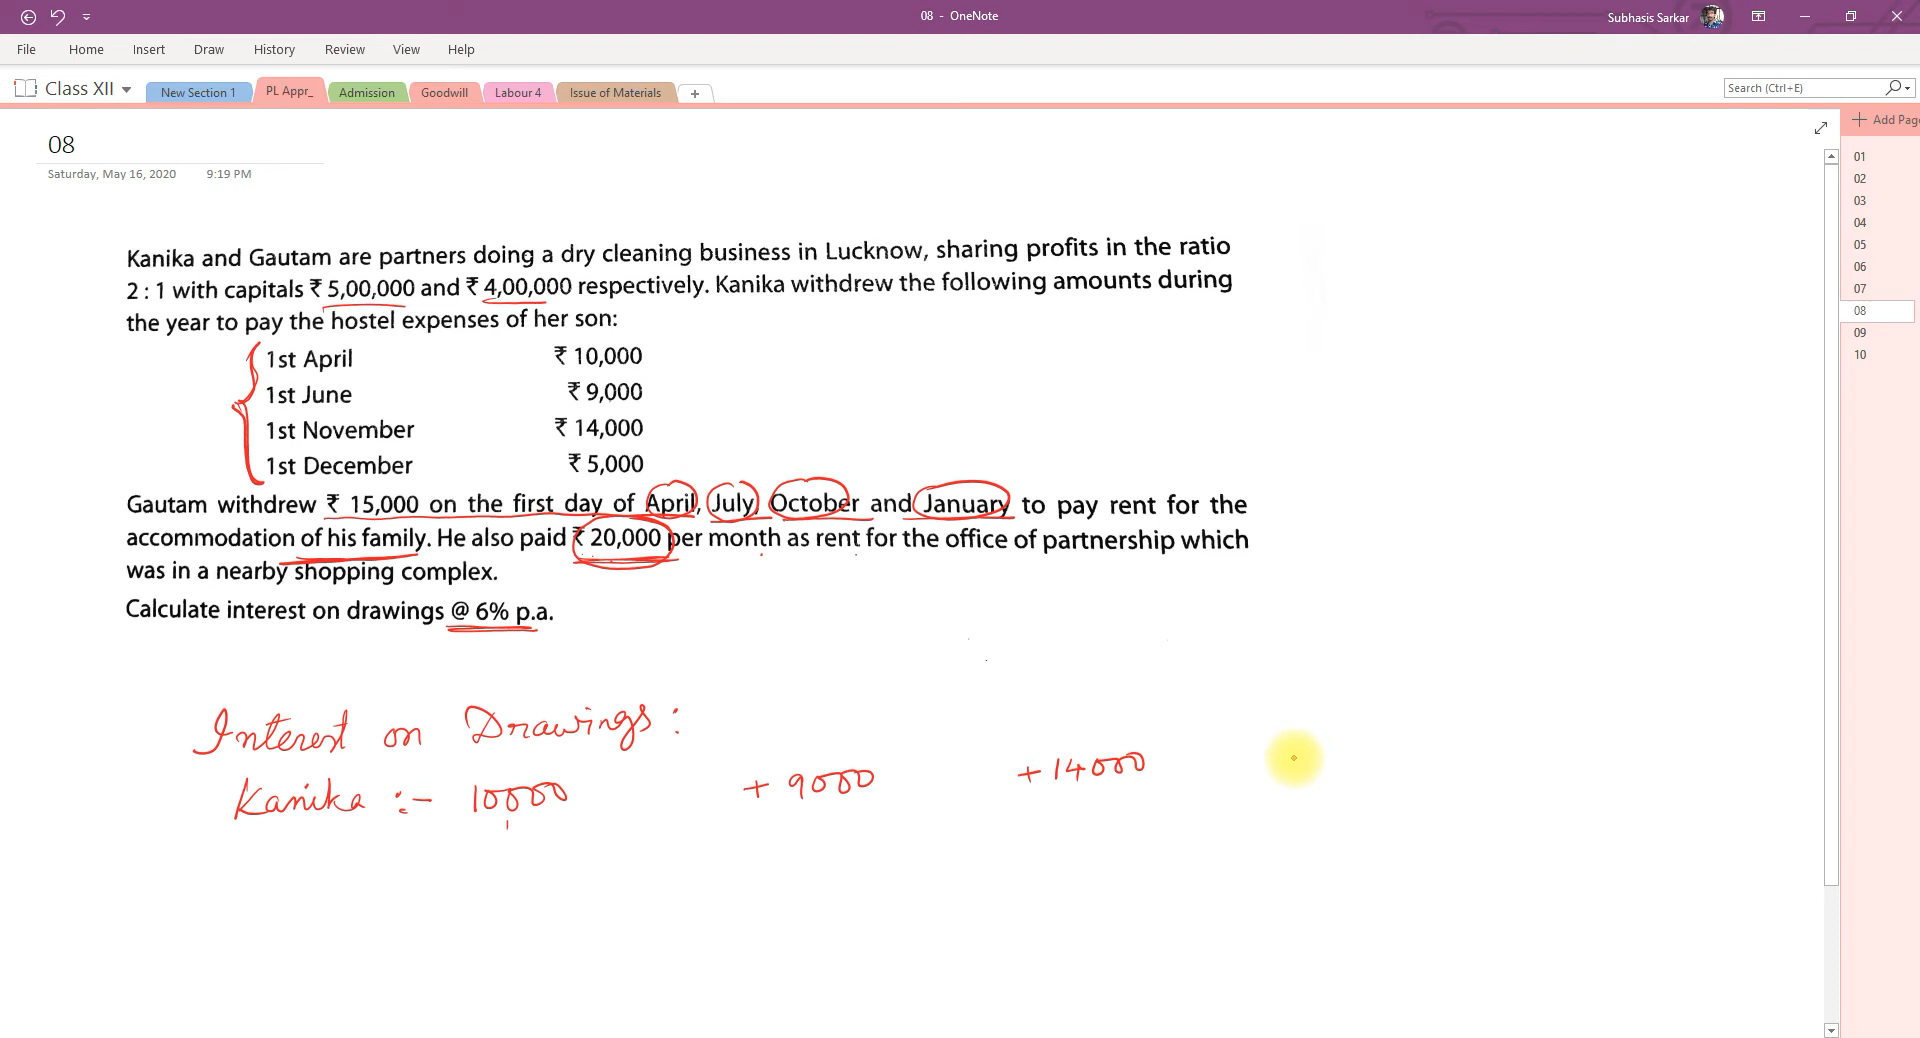 08 - OneNote
Subhasis Sarkar
File Home Insert Draw History Review View Help
Class XII New Section 1 PL Appr_ Admission Goodwill Labour 4 Issue of Materials +
Search (Ctrl+E)
Add Page
08
Saturday, May 16, 2020 9:19 PM
01
02
03
04
05
06
07
08
09
10
Kanika and Gautam are partners doing a dry cleaning business in Lucknow, sharing profits in the ratio
2 : 1 with capitals ₹ 5,00,000 and ₹ 4,00,000 respectively. Kanika withdrew the following amounts during
the year to pay the hostel expenses of her son:
1st April ₹ 10,000
1st June ₹ 9,000
1st November ₹ 14,000
1st December ₹ 5,000
Gautam withdrew ₹ 15,000 on the first day of April, July, October and January to pay rent for the
accommodation of his family. He also paid ₹ 20,000 per month as rent for the office of partnership which
was in a nearby shopping complex.
Calculate interest on drawings @ 6% p.a.
Interest on Drawings :
Kanika :- 10000 + 9000 + 14000